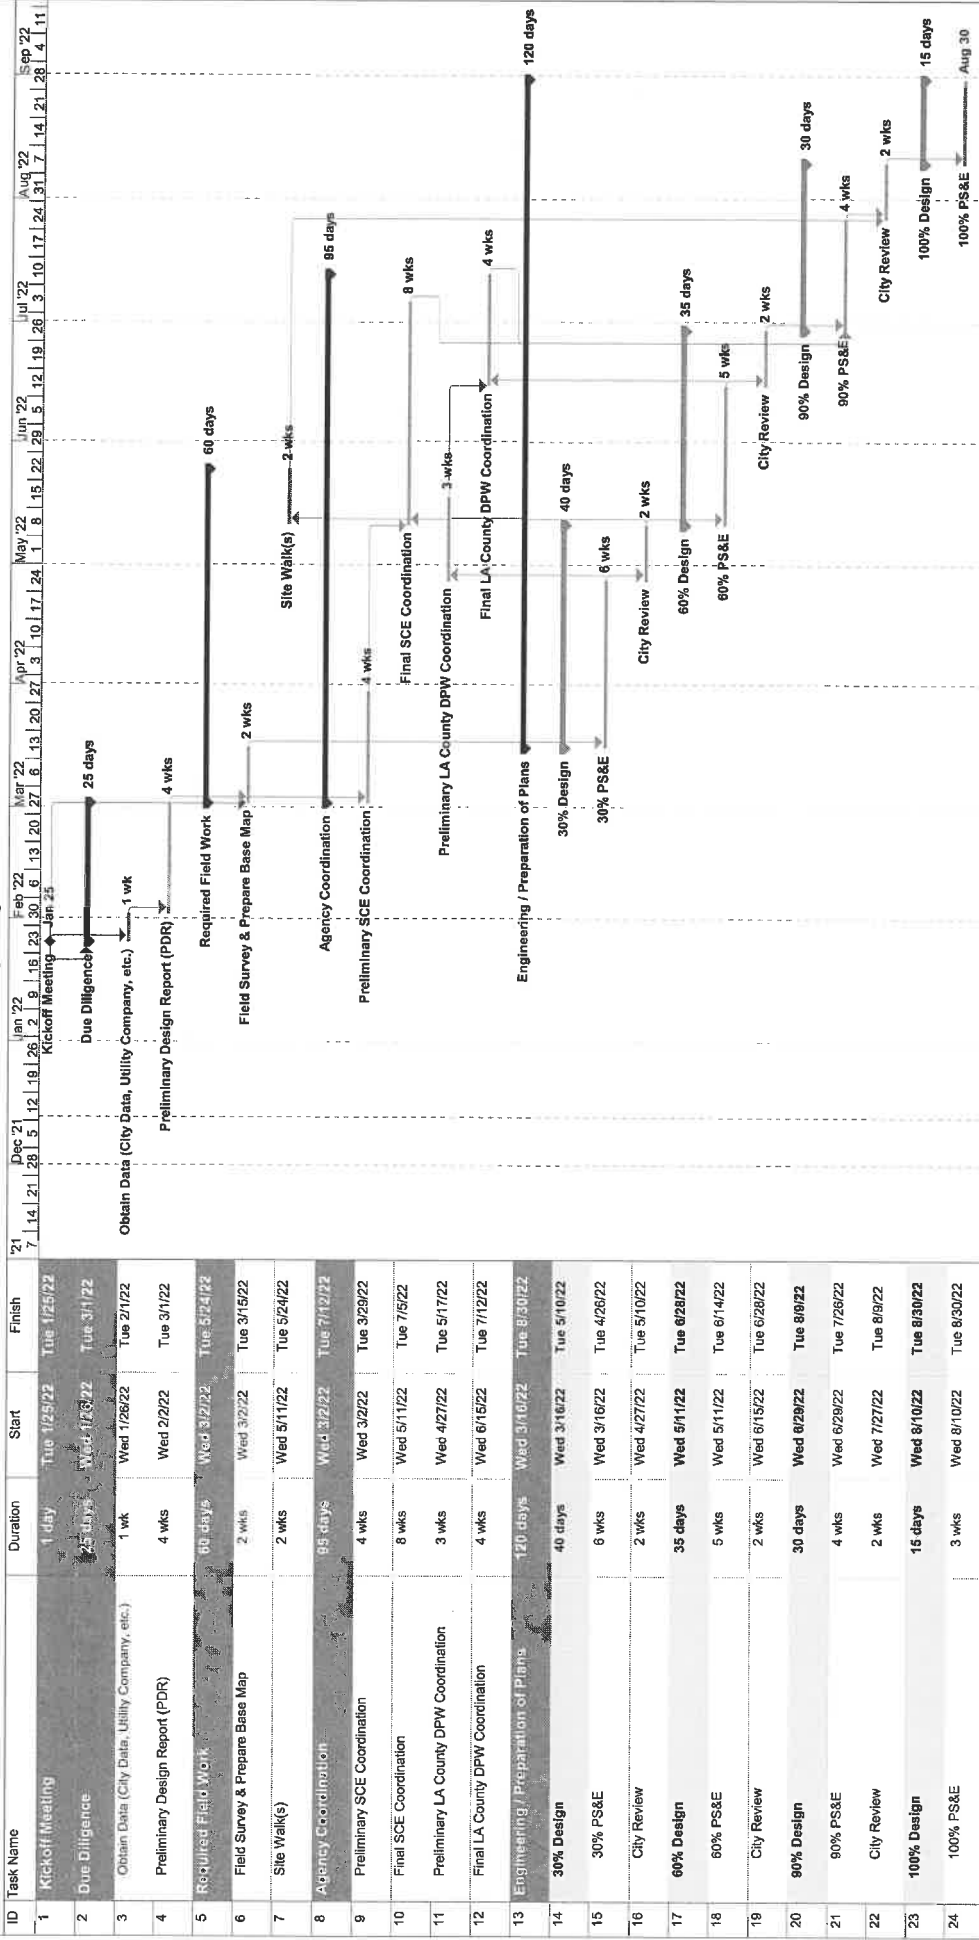 ID Task Name Duration Start Finish
1 Kickoff Meeting 1 day Tue 1/25/22 Tue 1/25/22
2 Due Diligence 25 days Wed 1/26/22 Tue 3/1/22
3 Obtain Data (City Data, Utility Company, etc.) 1 wk Wed 1/26/22 Tue 2/1/22
4 Preliminary Design Report (PDR) 4 wks Wed 2/2/22 Tue 3/1/22
5 Required Field Work 60 days Wed 3/2/22 Tue 5/24/22
6 Field Survey & Prepare Base Map 2 wks Wed 3/2/22 Tue 3/15/22
7 Site Walk(s) 2 wks Wed 5/11/22 Tue 5/24/22
8 Agency Coordination 95 days Wed 3/2/22 Tue 7/12/22
9 Preliminary SCE Coordination 4 wks Wed 3/2/22 Tue 3/29/22
10 Final SCE Coordination 8 wks Wed 5/11/22 Tue 7/5/22
11 Preliminary LA County DPW Coordination 3 wks Wed 4/27/22 Tue 5/17/22
12 Final LA County DPW Coordination 4 wks Wed 6/15/22 Tue 7/12/22
13 Engineering / Preparation of Plans 120 days Wed 3/16/22 Tue 8/30/22
14 30% Design 40 days Wed 3/16/22 Tue 5/10/22
15 30% PS&E 6 wks Wed 3/16/22 Tue 4/26/22
16 City Review 2 wks Wed 4/27/22 Tue 5/10/22
17 60% Design 35 days Wed 5/11/22 Tue 6/28/22
18 60% PS&E 5 wks Wed 5/11/22 Tue 6/14/22
19 City Review 2 wks Wed 6/15/22 Tue 6/28/22
20 90% Design 30 days Wed 6/29/22 Tue 8/9/22
21 90% PS&E 4 wks Wed 6/29/22 Tue 7/26/22
22 City Review 2 wks Wed 7/27/22 Tue 8/9/22
23 100% Design 15 days Wed 8/10/22 Tue 8/30/22
24 100% PS&E 3 wks Wed 8/10/22 Tue 8/30/22
'21 Dec '21 Jan '22 Feb '22 Mar '22 Apr '22 May '22 Jun '22 Jul '22 Aug '22 Sep '22
7 14 21 28 5 12 19 26 2 9 16 23 30 6 13 20 27 6 13 20 27 3 10 17 24 1 8 15 22 29 5 12 19 26 3 10 17 24 31 7 14 21 28 4 11
Kickoff Meeting Jan 25
Due Diligence 25 days
Obtain Data (City Data, Utility Company, etc.) 1 wk
Preliminary Design Report (PDR) 4 wks
Required Field Work 60 days
Field Survey & Prepare Base Map 2 wks
Site Walk(s) 2 wks
Agency Coordination 95 days
Preliminary SCE Coordination 4 wks
Final SCE Coordination 8 wks
Preliminary LA County DPW Coordination 3 wks
Final LA County DPW Coordination 4 wks
Engineering / Preparation of Plans 120 days
30% Design 40 days
30% PS&E 6 wks
City Review 2 wks
60% Design 35 days
60% PS&E 5 wks
City Review 2 wks
90% Design 30 days
90% PS&E 4 wks
City Review 2 wks
100% Design 15 days
100% PS&E Aug 30